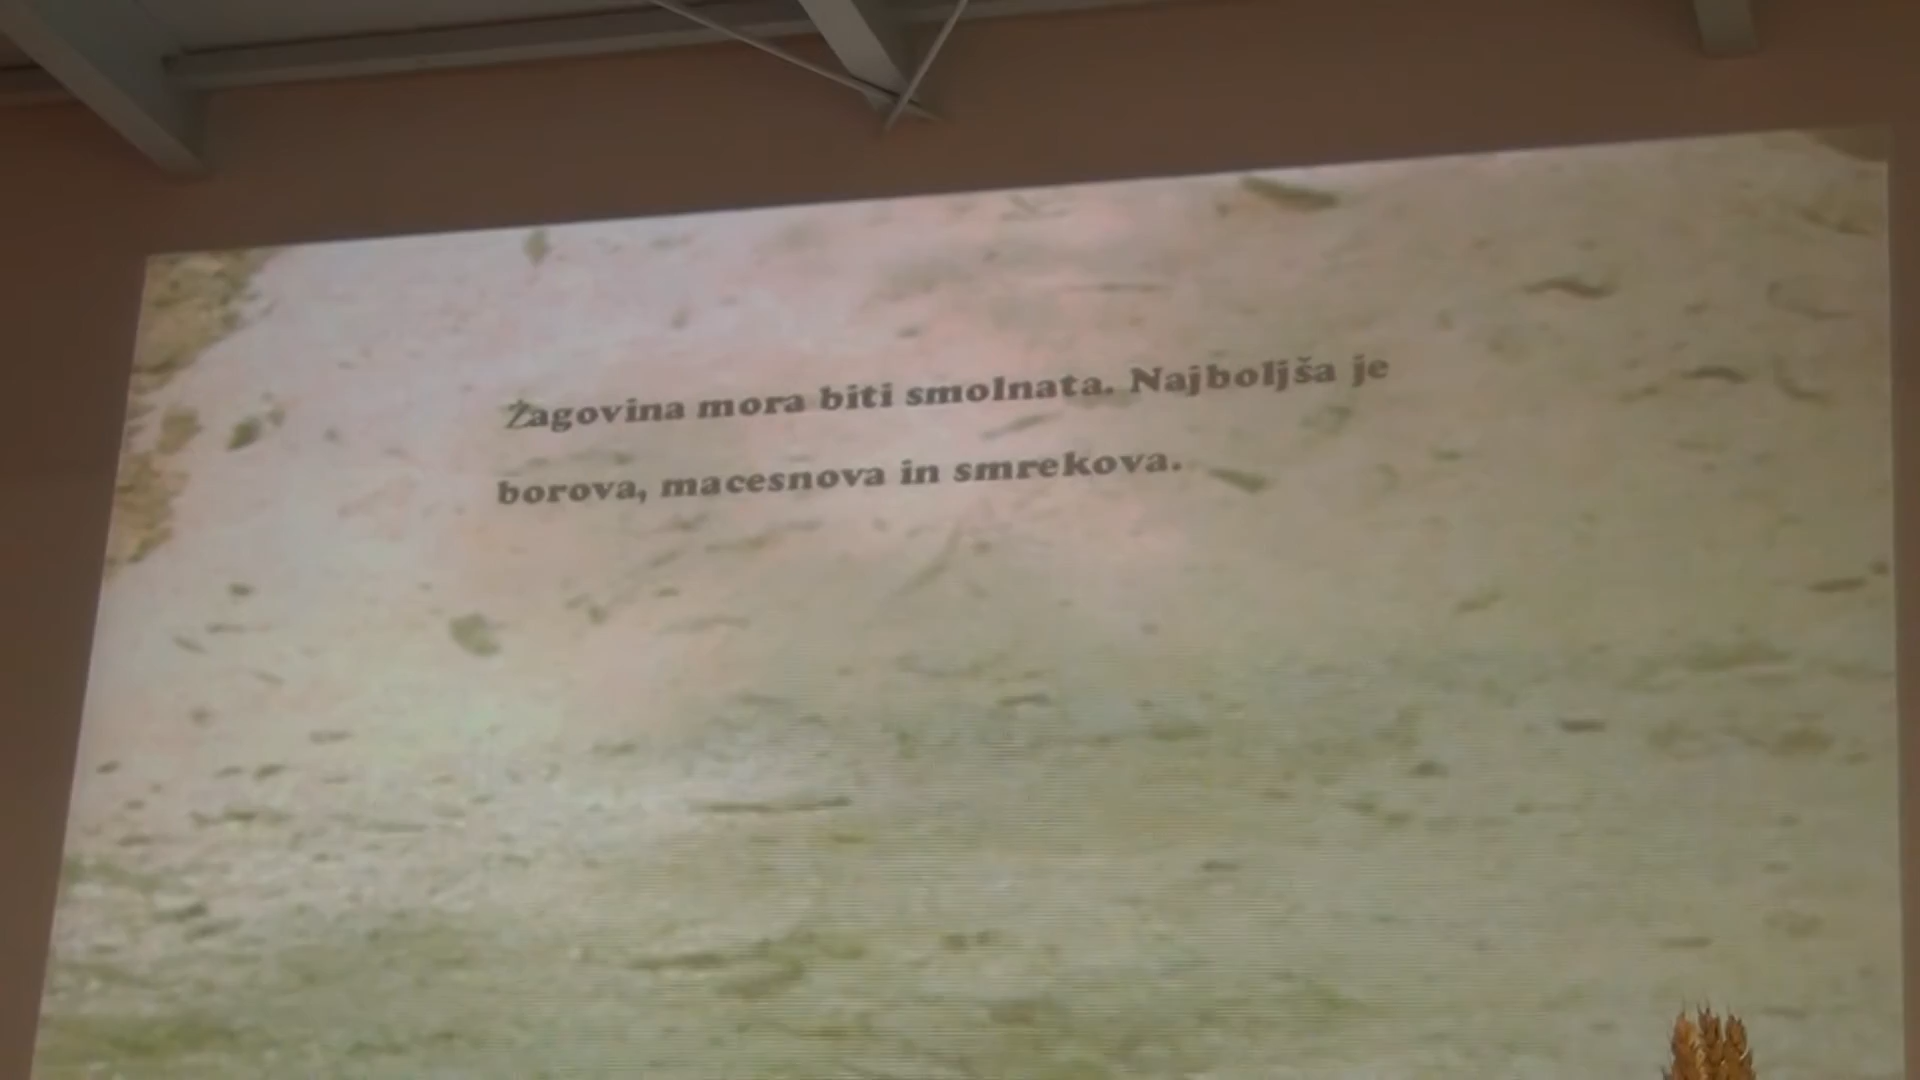 Žagovina mora biti smolnata. Najboljša je
borova, macesnova in smrekova.